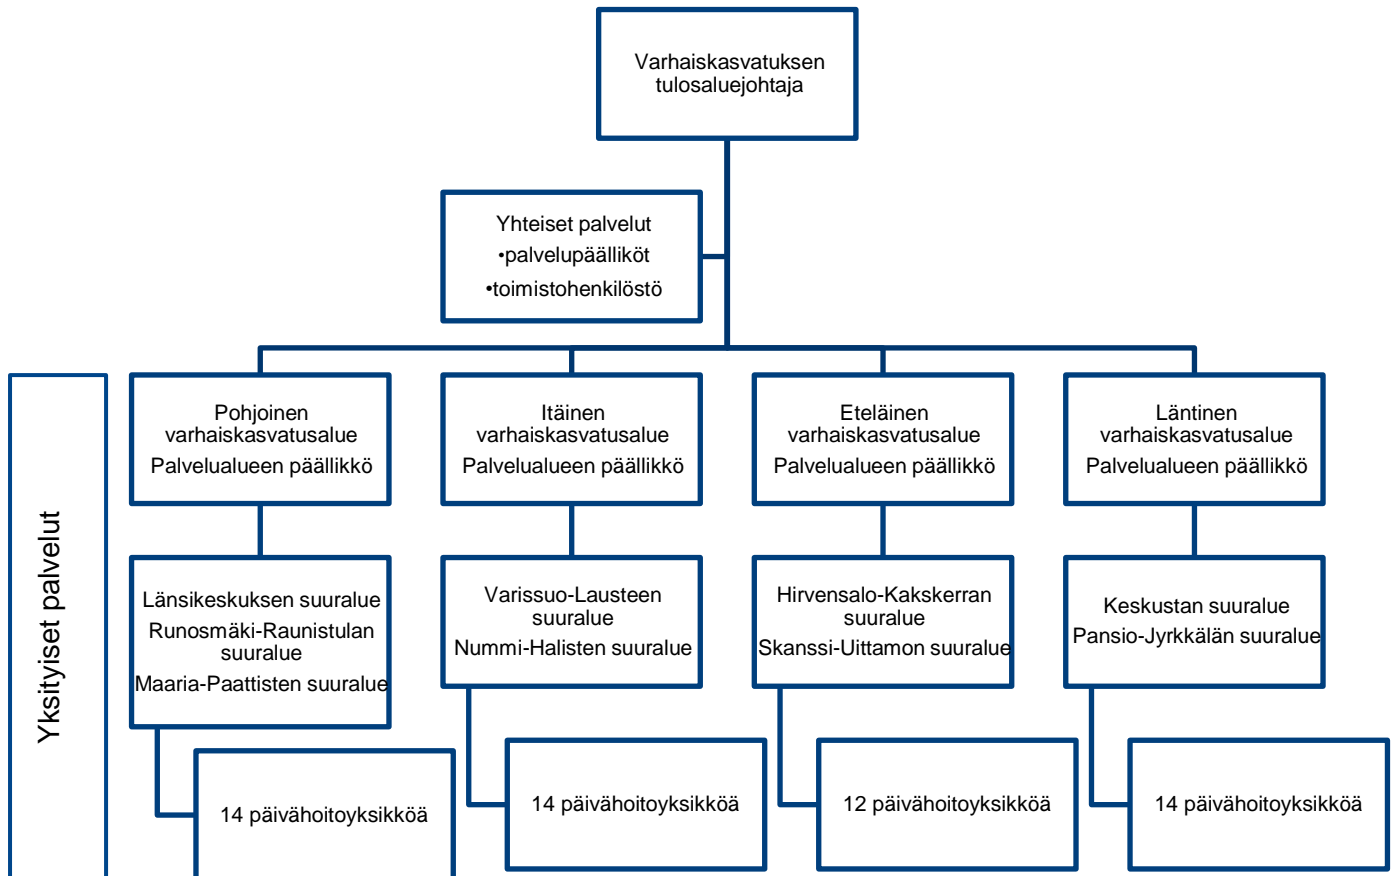 Varhaiskasvatuksen
tulosaluejohtaja
Yhteiset palvelut
•palvelupäälliköt
•toimistohenkilöstö
Yksityiset palvelut
Pohjoinen
varhaiskasvatusalue
Palvelualueen päällikkö
Itäinen
varhaiskasvatusalue
Palvelualueen päällikkö
Eteläinen
varhaiskasvatusalue
Palvelualueen päällikkö
Läntinen
varhaiskasvatusalue
Palvelualueen päällikkö
Länsikeskuksen suuralue
Runosmäki-Raunistulan
suuralue
Maaria-Paattisten suuralue
Varissuo-Lausteen
suuralue
Nummi-Halisten suuralue
Hirvensalo-Kakskerran
suuralue
Skanssi-Uittamon suuralue
Keskustan suuralue
Pansio-Jyrkkälän suuralue
14 päivähoitoyksikköä
14 päivähoitoyksikköä
12 päivähoitoyksikköä
14 päivähoitoyksikköä